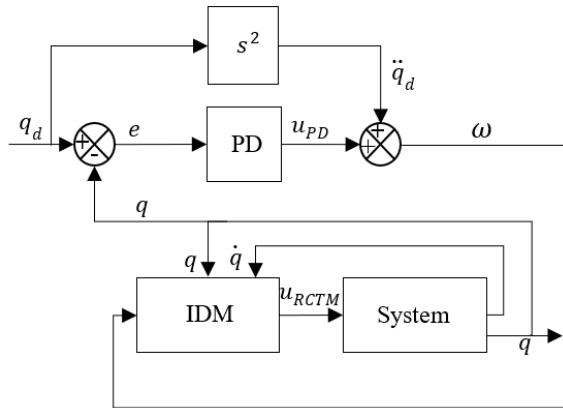 s²
q̈_d
q_d
+
-
e
PD
u_PD
+
+
ω
q
q
q̇
IDM
u_RCTM
System
q